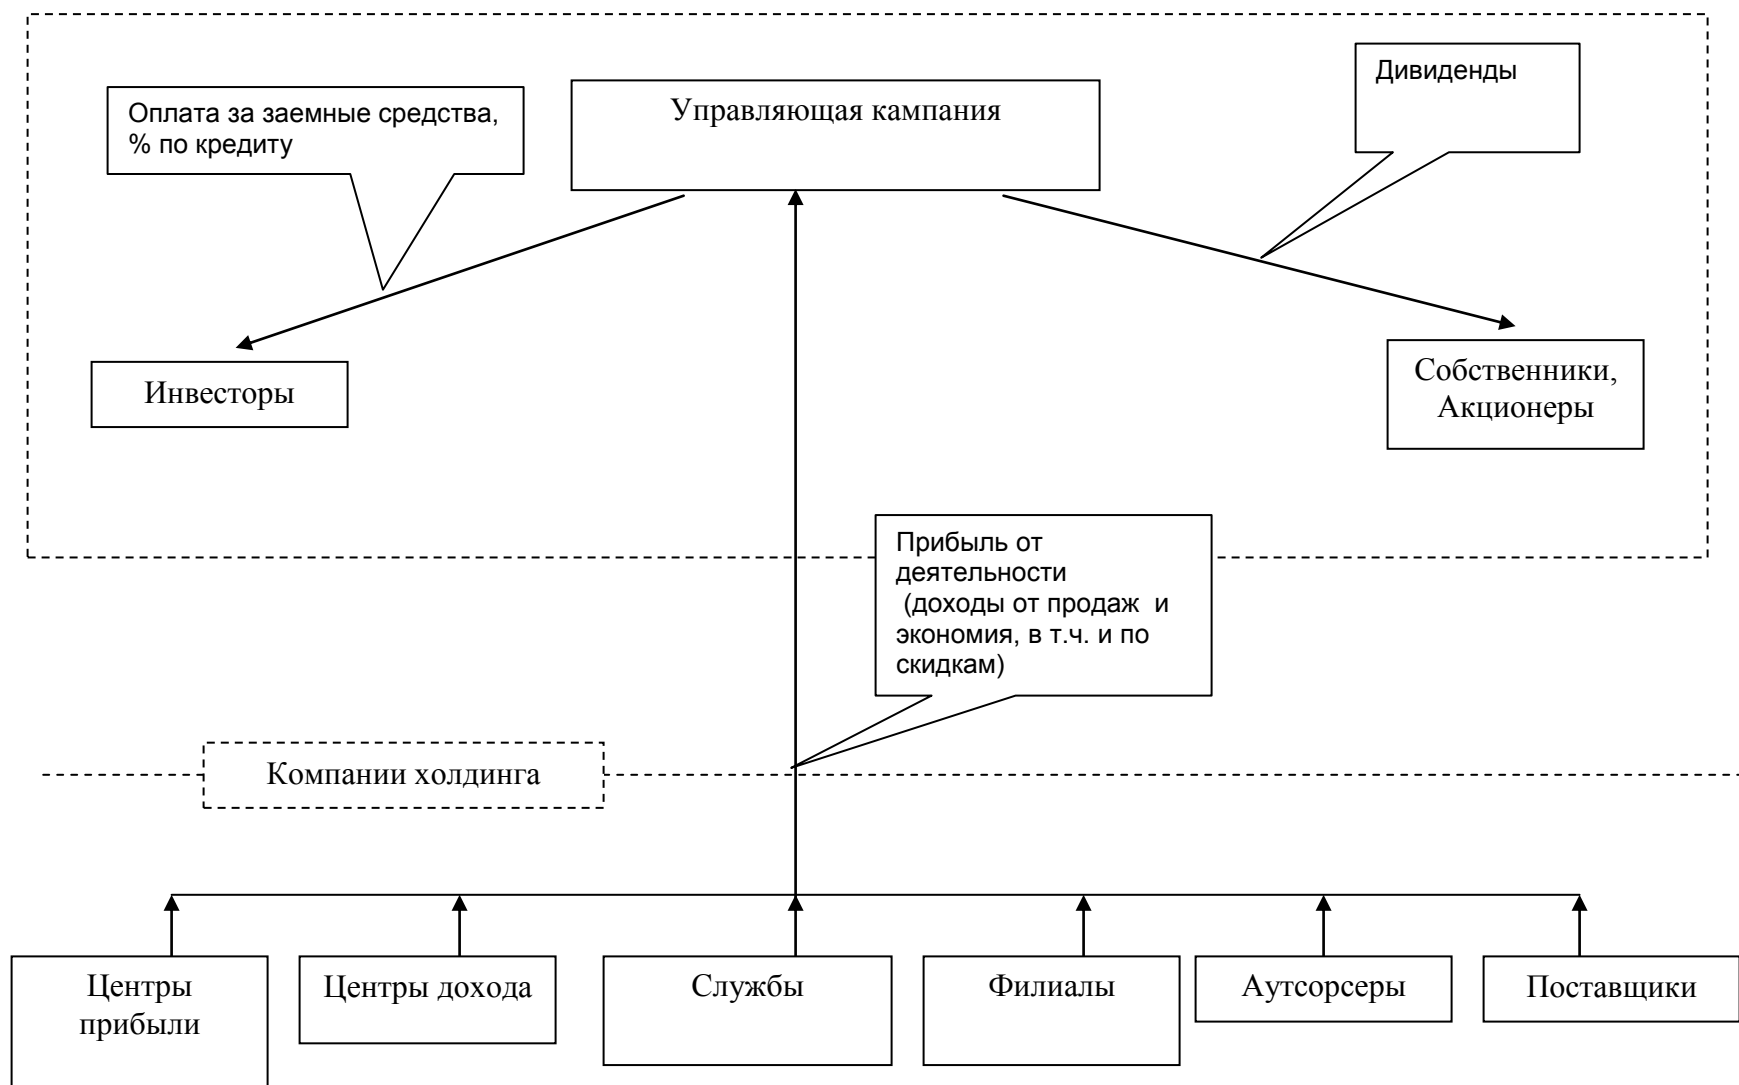 Дивиденды
Оплата за заемные средства,
% по кредиту
Управляющая кампания
Инвесторы
Собственники,
Акционеры
Прибыль от
деятельности
(доходы от продаж и
экономия, в т.ч. и по
скидкам)
Компании холдинга
Центры
прибыли
Центры дохода
Службы
Филиалы
Аутсорсеры
Поставщики